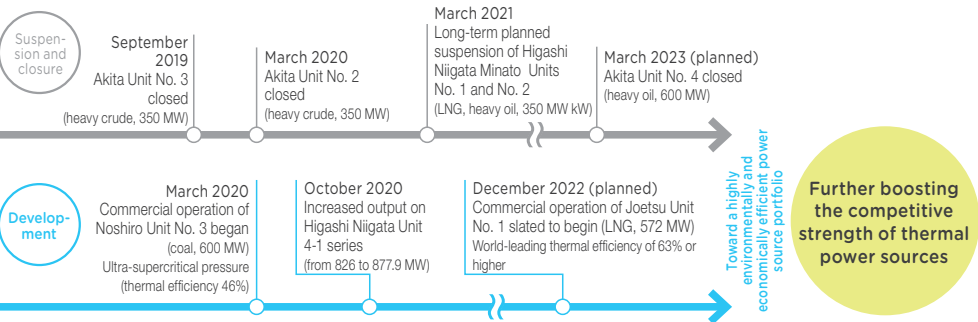 Suspen-
sion and
closure
September
2019
Akita Unit No. 3
closed
(heavy crude, 350 MW)
March 2020
Akita Unit No. 2
closed
(heavy crude, 350 MW)
March 2021
Long-term planned
suspension of Higashi
Niigata Minato Units
No. 1 and No. 2
(LNG, heavy oil, 350 MW kW)
March 2023 (planned)
Akita Unit No. 4 closed
(heavy oil, 600 MW)
Develop-
ment
March 2020
Commercial operation of
Noshiro Unit No. 3 began
(coal, 600 MW)
Ultra-supercritical pressure
(thermal efficiency 46%)
October 2020
Increased output on
Higashi Niigata Unit
4-1 series
(from 826 to 877.9 MW)
December 2022 (planned)
Commercial operation of Joetsu Unit
No. 1 slated to begin (LNG, 572 MW)
World-leading thermal efficiency of 63% or
higher
Toward a highly
environmentally and
economically efficient power
source portfolio
Further boosting
the competitive
strength of thermal
power sources